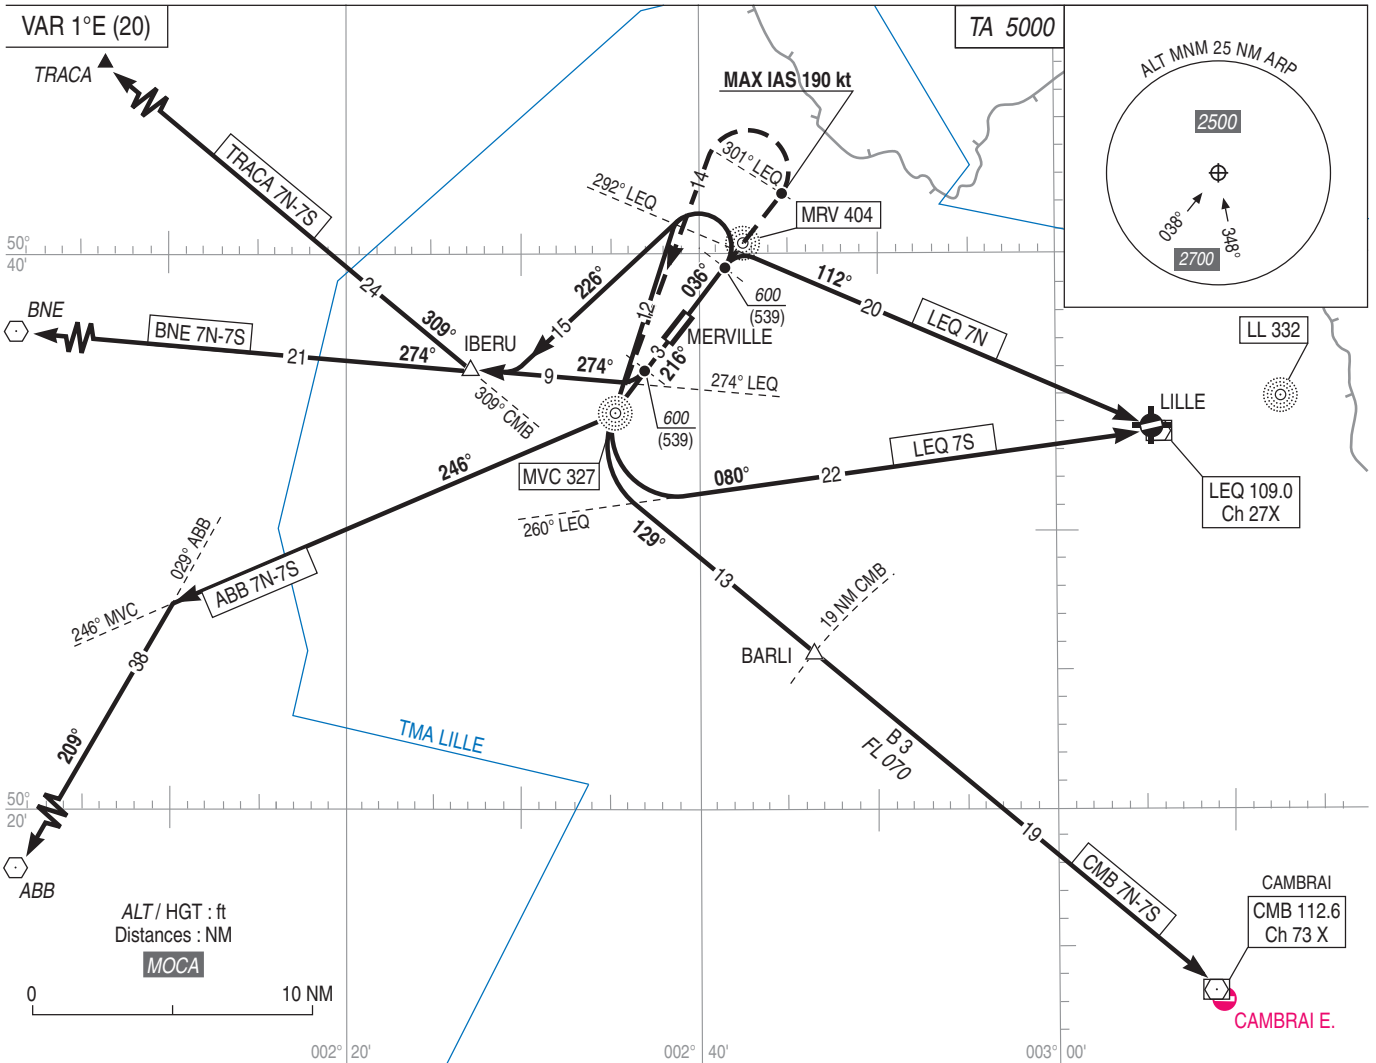 VAR 1°E (20)
TA 5000
ALT MNM 25 NM ARP
2500
038°
348°
2700
TRACA
MAX IAS 190 kt
301° LEQ
14
292° LEQ
MRV 404
TRACA 7N-7S
50°
40'
24
226°
036°
600
(539)
112°
20
LEQ 7N
LL 332
BNE
BNE 7N-7S
21
309°
274°
IBERU
15
12
3
216°
MERVILLE
9
274°
274° LEQ
309° CMB
600
(539)
LILLE
LEQ 7S
246°
MVC 327
080°
22
LEQ 109.0
Ch 27X
260° LEQ
129°
029° ABB
ABB 7N-7S
13
246° MVC
19 NM CMB
38
BARLI
209°
TMA LILLE
B 3
FL 070
50°
20'
19
ABB
CMB 7N-7S
CAMBRAI
CMB 112.6
Ch 73 X
ALT / HGT : ft
Distances : NM
MOCA
0
10 NM
CAMBRAI E.
002° 20'
002° 40'
003° 00'